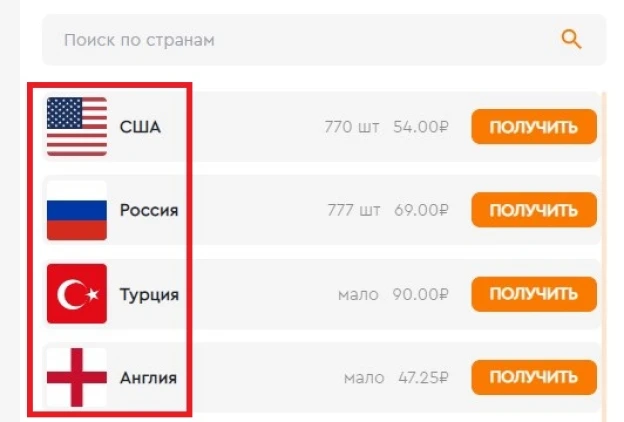 Поиск по странам
США 770 шт 54.00₽ ПОЛУЧИТЬ
Россия 777 шт 69.00₽ ПОЛУЧИТЬ
Турция мало 90.00₽ ПОЛУЧИТЬ
Англия мало 47.25₽ ПОЛУЧИТЬ